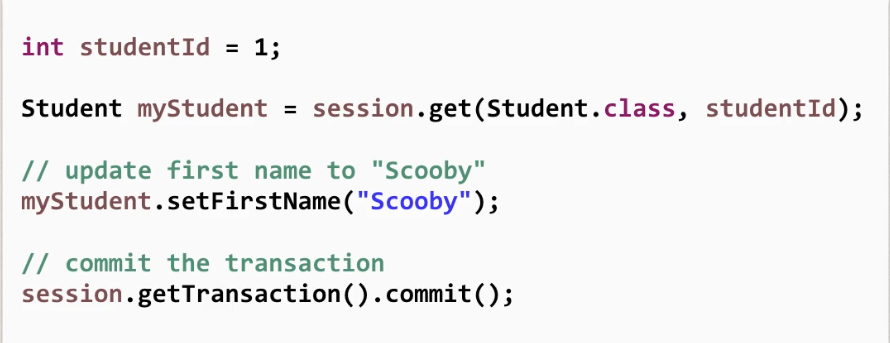 int studentId = 1;
Student myStudent = session.get(Student.class, studentId);
// update first name to "Scooby"
myStudent.setFirstName("Scooby");
// commit the transaction
session.getTransaction().commit();